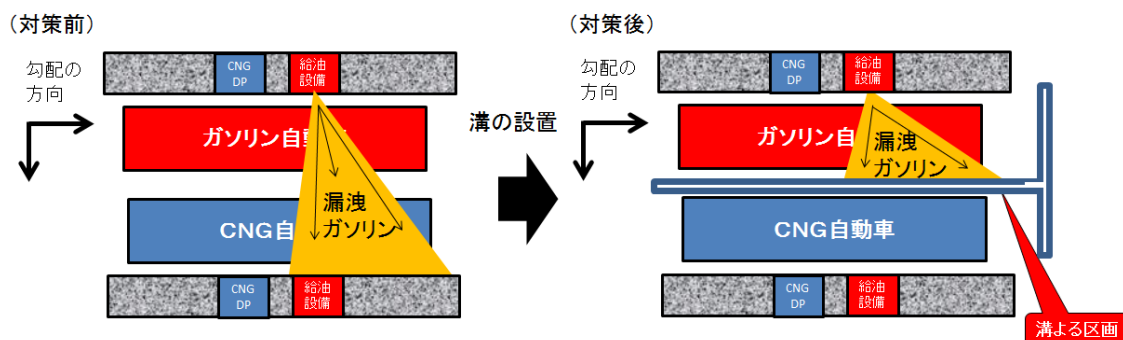 （対策前）
勾配の
方向
CNG
DP
給油
設備
ガソリン自動
漏洩
ガソリン
CNG自
CNG
DP
給油
設備
溝の設置
（対策後）
勾配の
方向
CNG
DP
給油
設備
ガソリン自
漏洩
ガソリン
CNG自動車
CNG
DP
給油
設備
溝よる区画